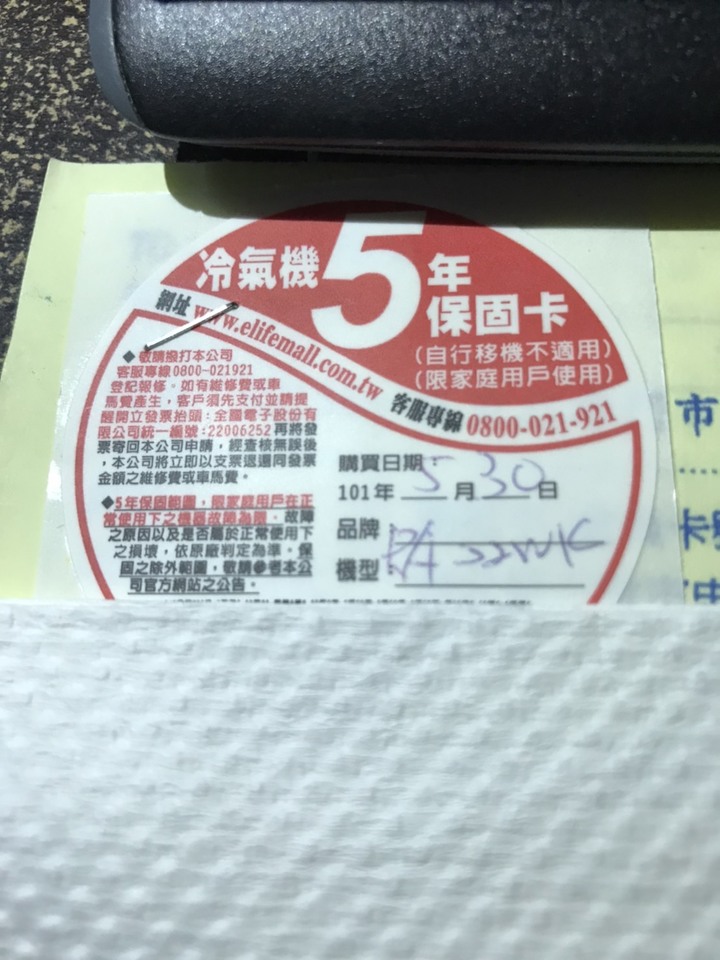 冷氣機5年
保固卡
(自行移機不適用)
(限家庭用戶使用)
網址 www.elifemall.com.tw 客服專線 0800-021-921
◆敬請撥打本公司
客服專線0800-021921
登記報修。如有維修費或車
馬費產生，客戶須先支付並請提
醒開立發票抬頭：全國電子股份有
限公司統一編號：22006252再將發
票寄回本公司申請，經查核無誤後
，本公司將立即以支票退還同發票
金額之維修費或車馬費。
◆5年保固範圍，限家庭用戶在正
常使用下之機器故障為限。故障
之原因以及是否屬於正常使用下
之損壞，依原廠判定為準。保
固之除外範圍，敬請參考本公
司官方網站之公告。
購買日期：
101年 5 月 30 日
品牌
機型
市